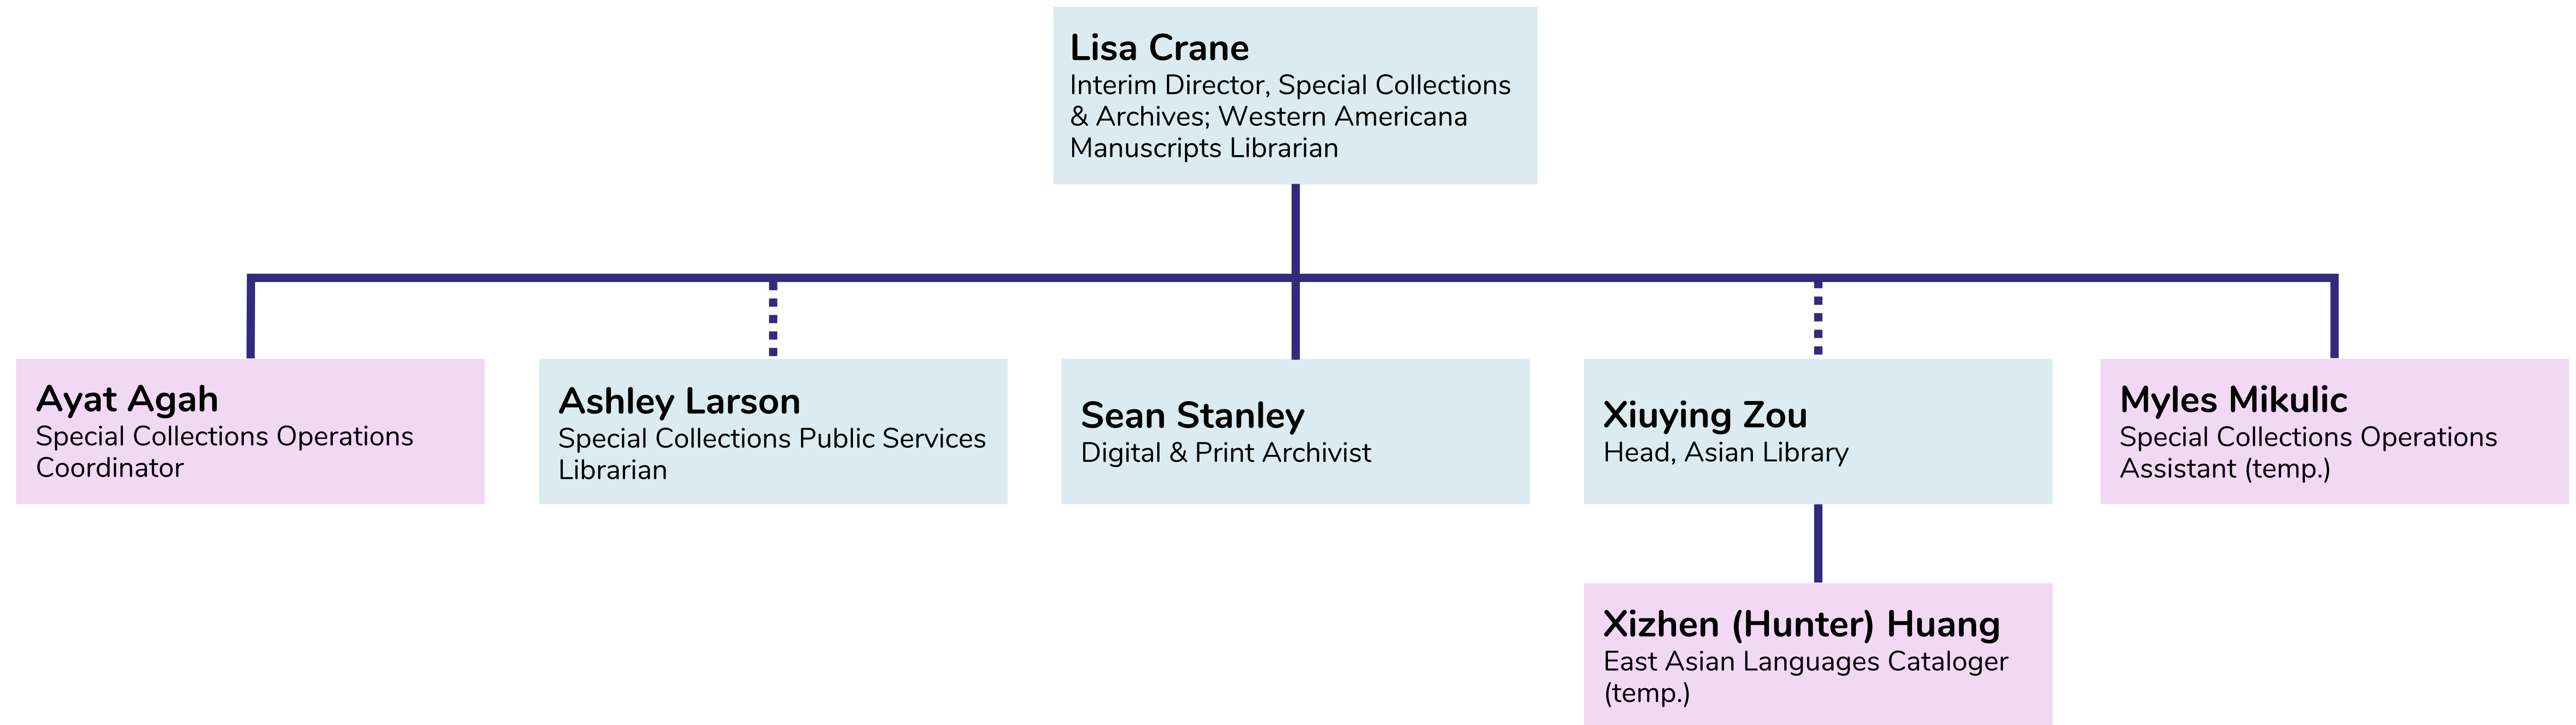 Lisa Crane
Interim Director, Special Collections
& Archives; Western Americana
Manuscripts Librarian
Ayat Agah
Special Collections Operations
Coordinator
Ashley Larson
Special Collections Public Services
Librarian
Sean Stanley
Digital & Print Archivist
Xiuying Zou
Head, Asian Library
Myles Mikulic
Special Collections Operations
Assistant (temp.)
Xizhen (Hunter) Huang
East Asian Languages Cataloger
(temp.)